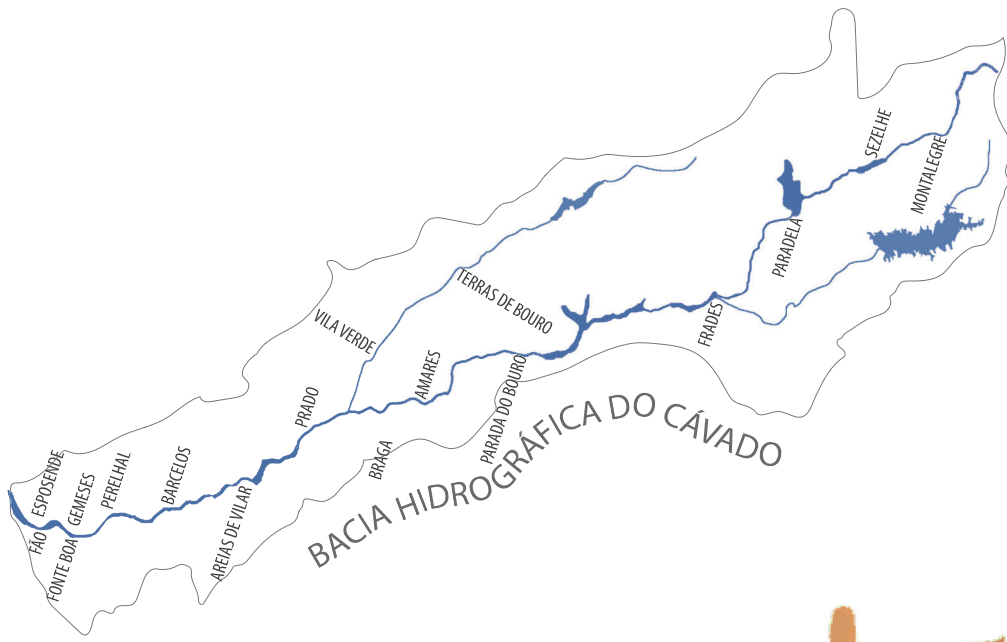 SEZELHE
MONTALEGRE
PARADELA
TERRAS DE BOURO
FRADES
VILA VERDE
AMARES
PARADA DO BOURO
PRADO
BRAGA
BACIA HIDROGRÁFICA DO CÁVADO
ESPOSENDE
GEMESES
PERELHAL
BARCELOS
AREIAS DE VILAR
FÃO
FONTE BOA